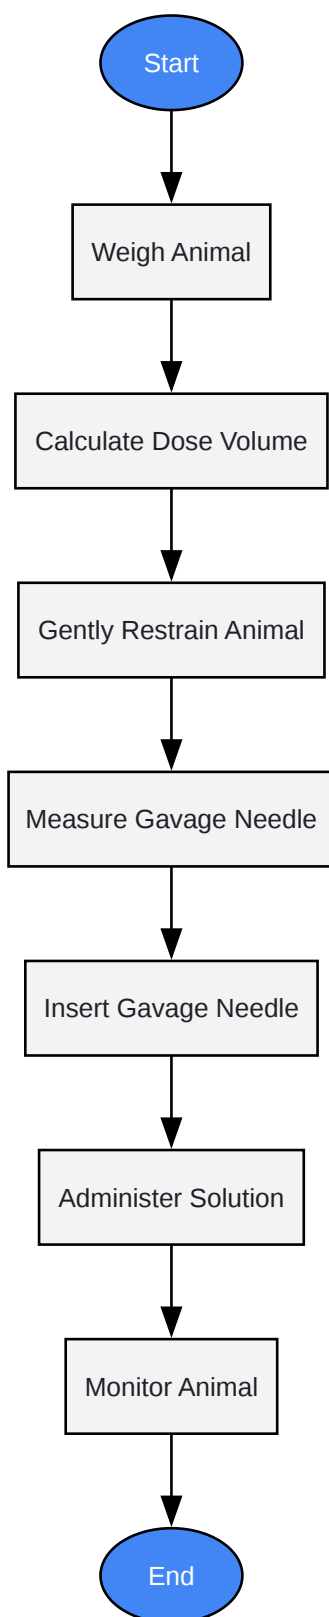 Start
Weigh Animal
Calculate Dose Volume
Gently Restrain Animal
Measure Gavage Needle
Insert Gavage Needle
Administer Solution
Monitor Animal
End